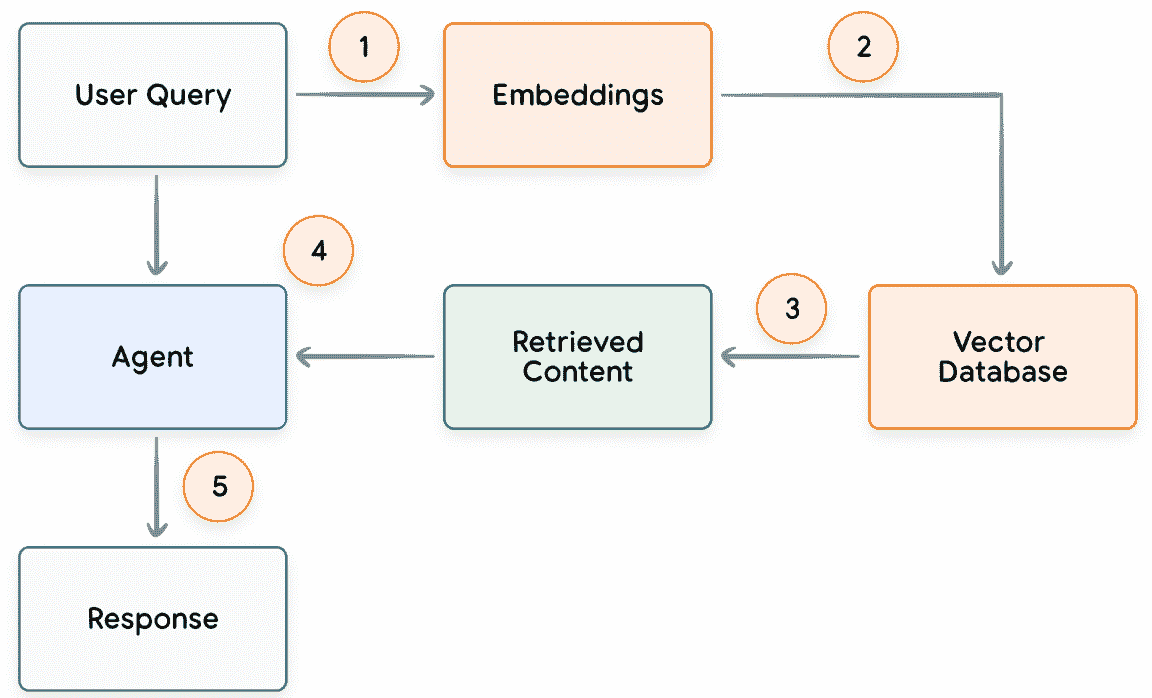 User Query
1
Embeddings
2
4
Agent
Retrieved
Content
3
Vector
Database
5
Response